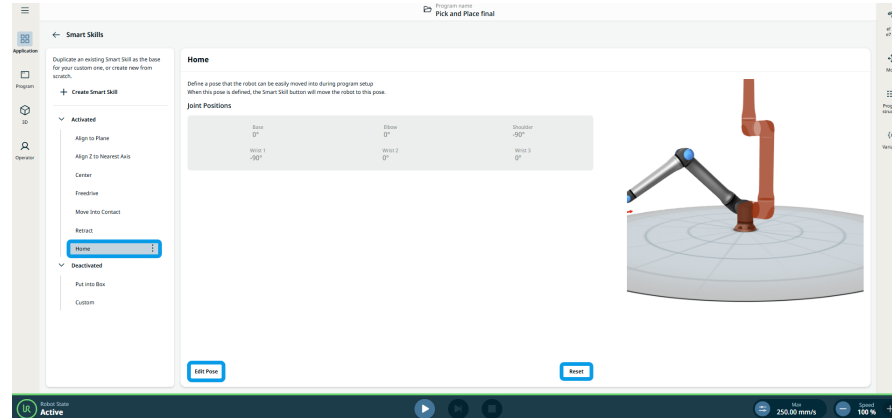 Program name
Pick and Place final
Smart Skills
Application
Program
3D
Operator
Duplicate an existing Smart Skill as the base
for your custom one, or create new from
scratch.
Create Smart Skill
Activated
Align to Plane
Align Z to Nearest Axis
Center
Freedrive
Move Into Contact
Retract
Home
Deactivated
Put into Box
Custom
Home
Define a pose that the robot can be easily moved into during program setup
When this pose is defined, the Smart Skill button will move the robot to this pose.
Joint Positions
Base
0°
Elbow
0°
Shoulder
-90°
Wrist 1
-90°
Wrist 2
0°
Wrist 3
0°
Edit Pose
Reset
UR
Robot State
Active
Max
250.00 mm/s
Speed
100 %